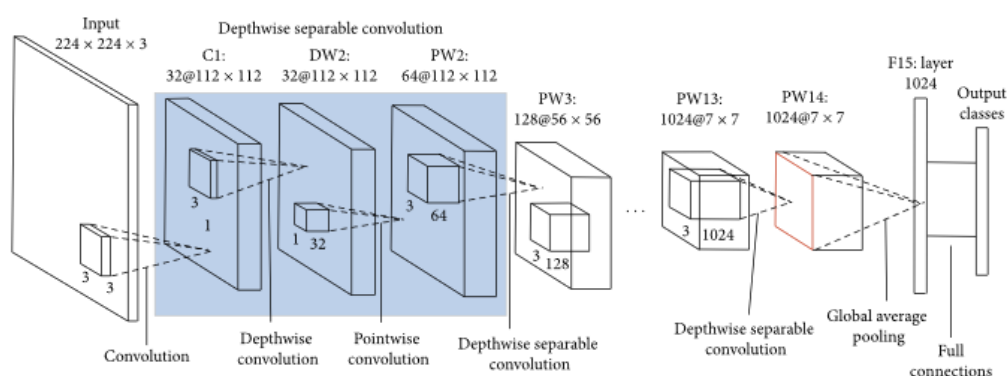 Input
224 × 224 × 3
Depthwise separable convolution
C1:
32@112 × 112
DW2:
32@112 × 112
PW2:
64@112 × 112
PW3:
128@56 × 56
PW13:
1024@7 × 7
PW14:
1024@7 × 7
F15: layer
1024
Output
classes
3
3
3
1
1
32
3
64
3
128
...
3
1024
Convolution
Depthwise
convolution
Pointwise
convolution
Depthwise separable
convolution
Depthwise separable
convolution
Global average
pooling
Full
connections